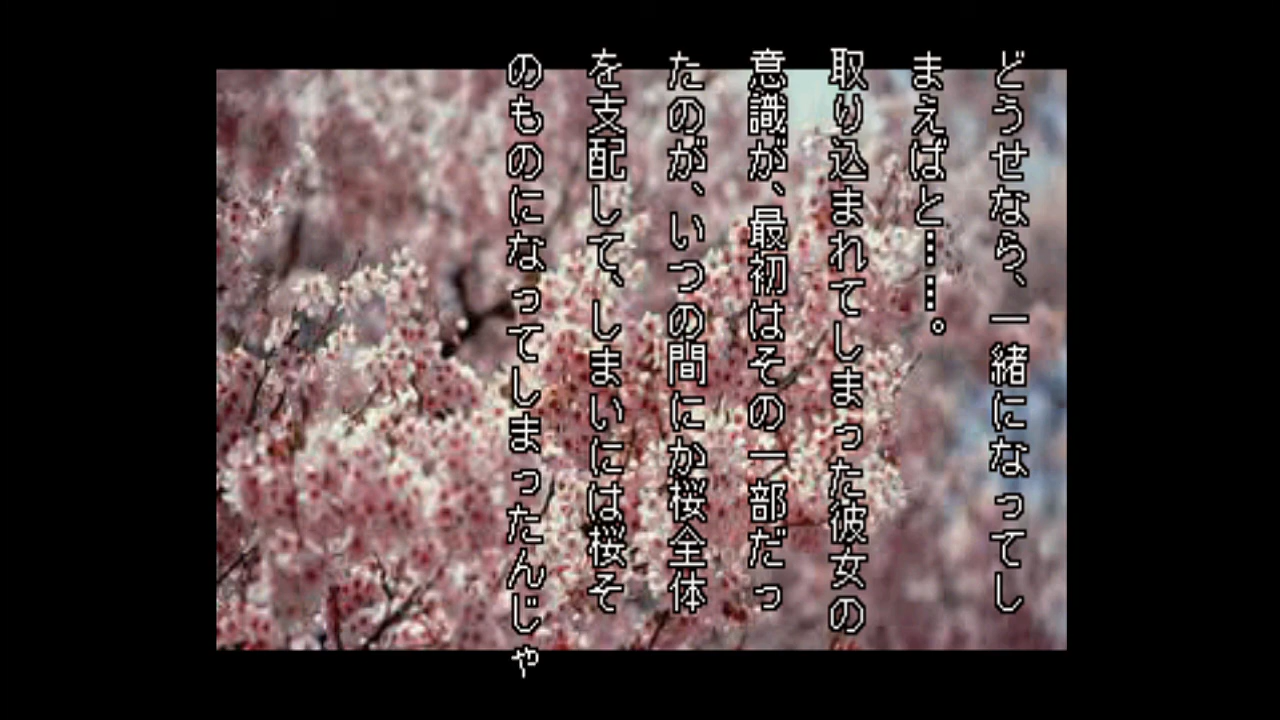 どうせなら、一緒になってし
まえばと……。
取り込まれてしまった彼女の
意識が、最初はその一部だっ
たのが、いつの間にか桜全体
を支配して、しまいには桜そ
のものになってしまったんじゃ